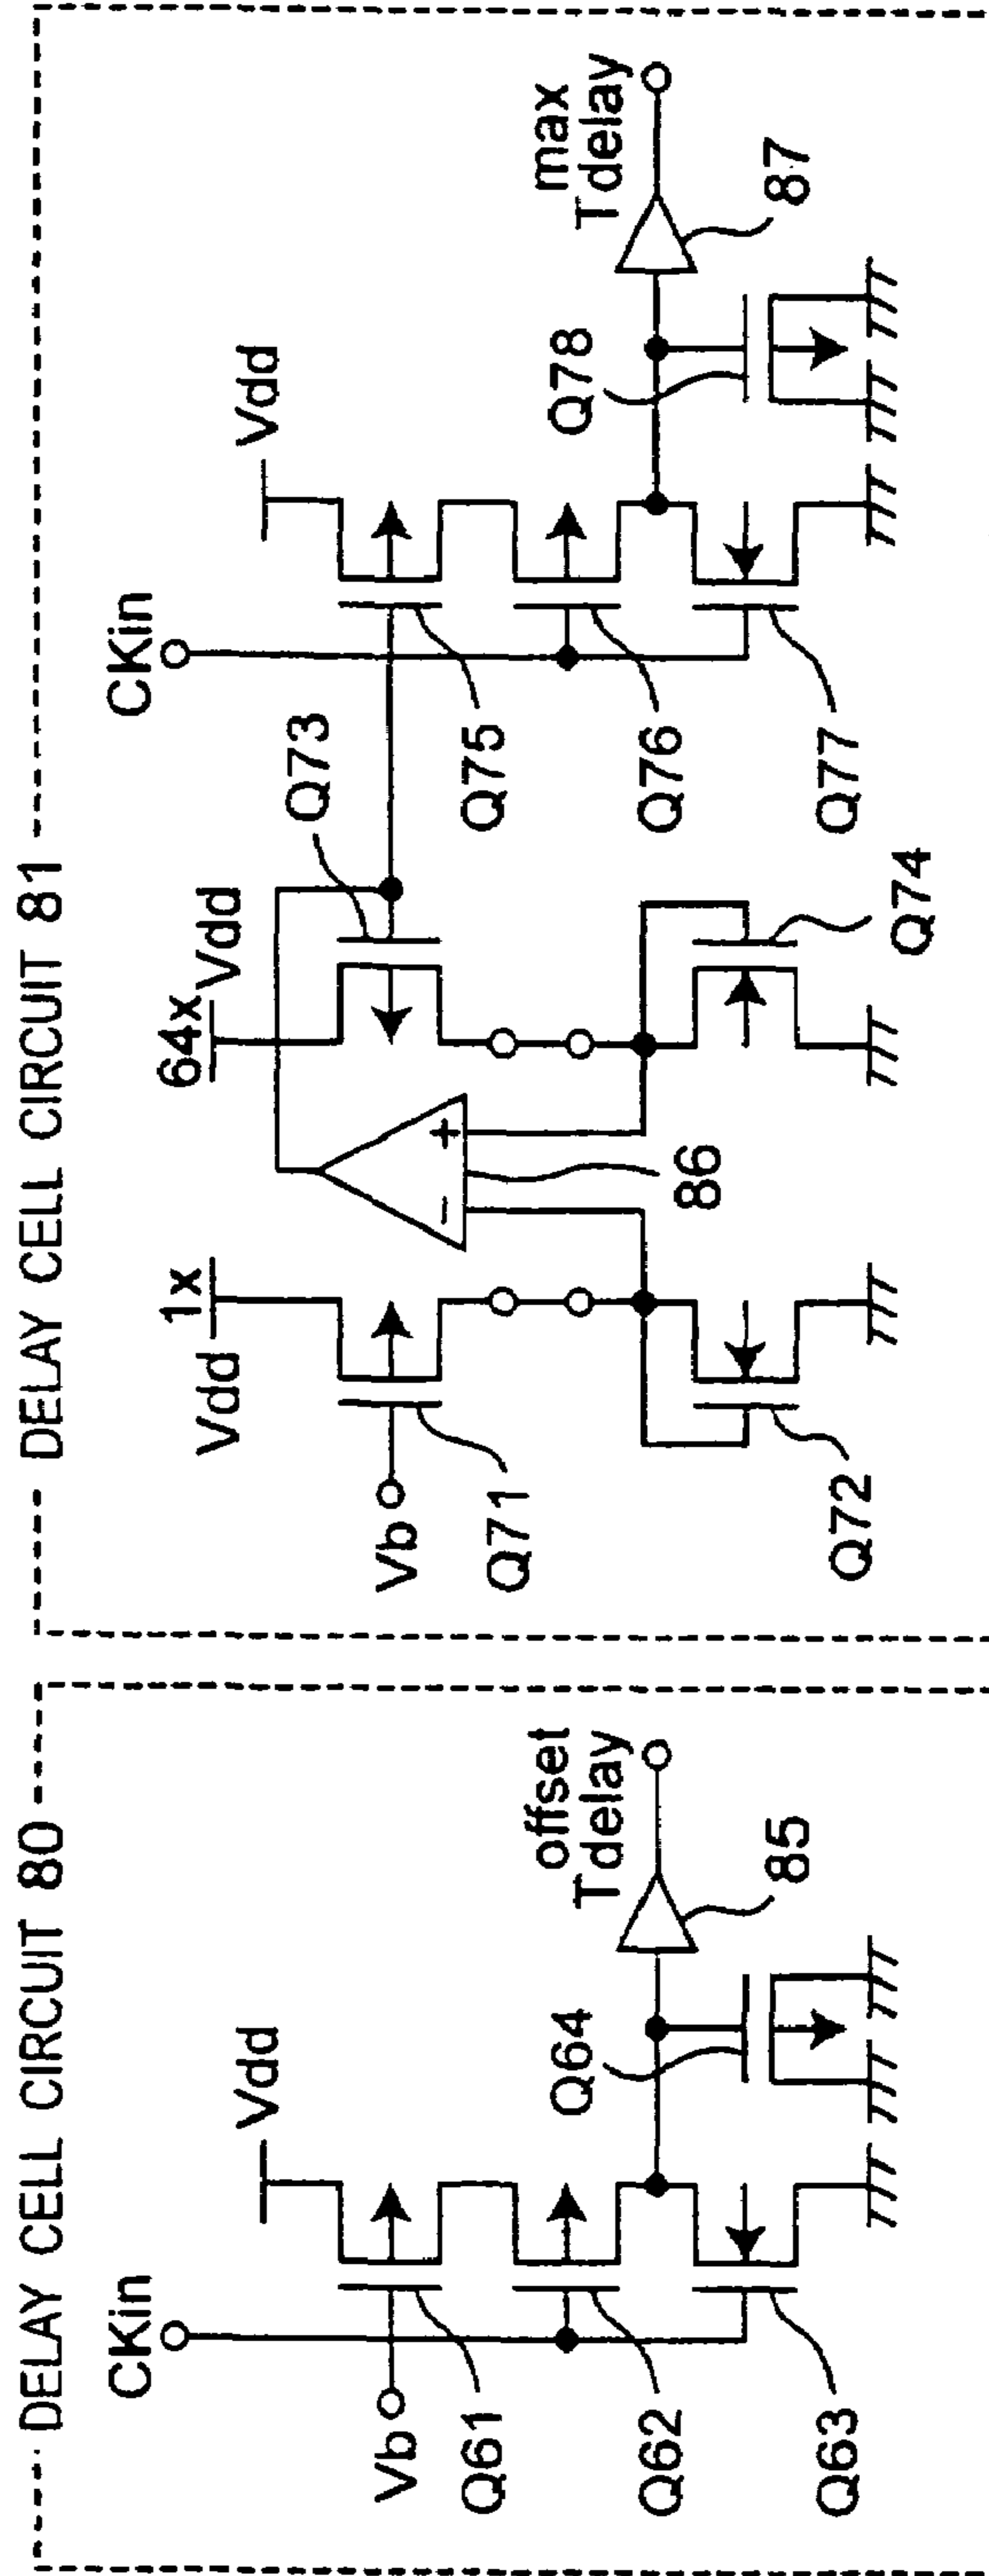 DELAY CELL CIRCUIT 80
CKin
Vdd
Vb
Q61
Q62
Q63
Q64
offset
Tdelay
85
DELAY CELL CIRCUIT 81
Vdd 1x
64x Vdd
Vb
Q71
Q72
86
Q73
Q74
CKin
Vdd
Q75
Q76
Q77
Q78
max
Tdelay
87